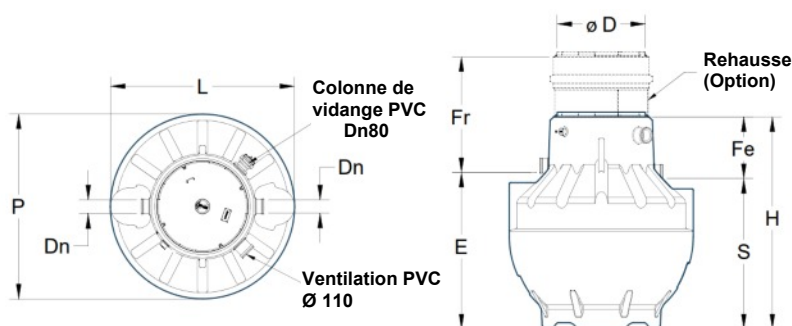 L
Colonne de
vidange PVC
Dn80
P
Dn
Dn
Ventilation PVC
Ø 110
ø D
Rehausse
(Option)
Fr
Fe
E
S
H